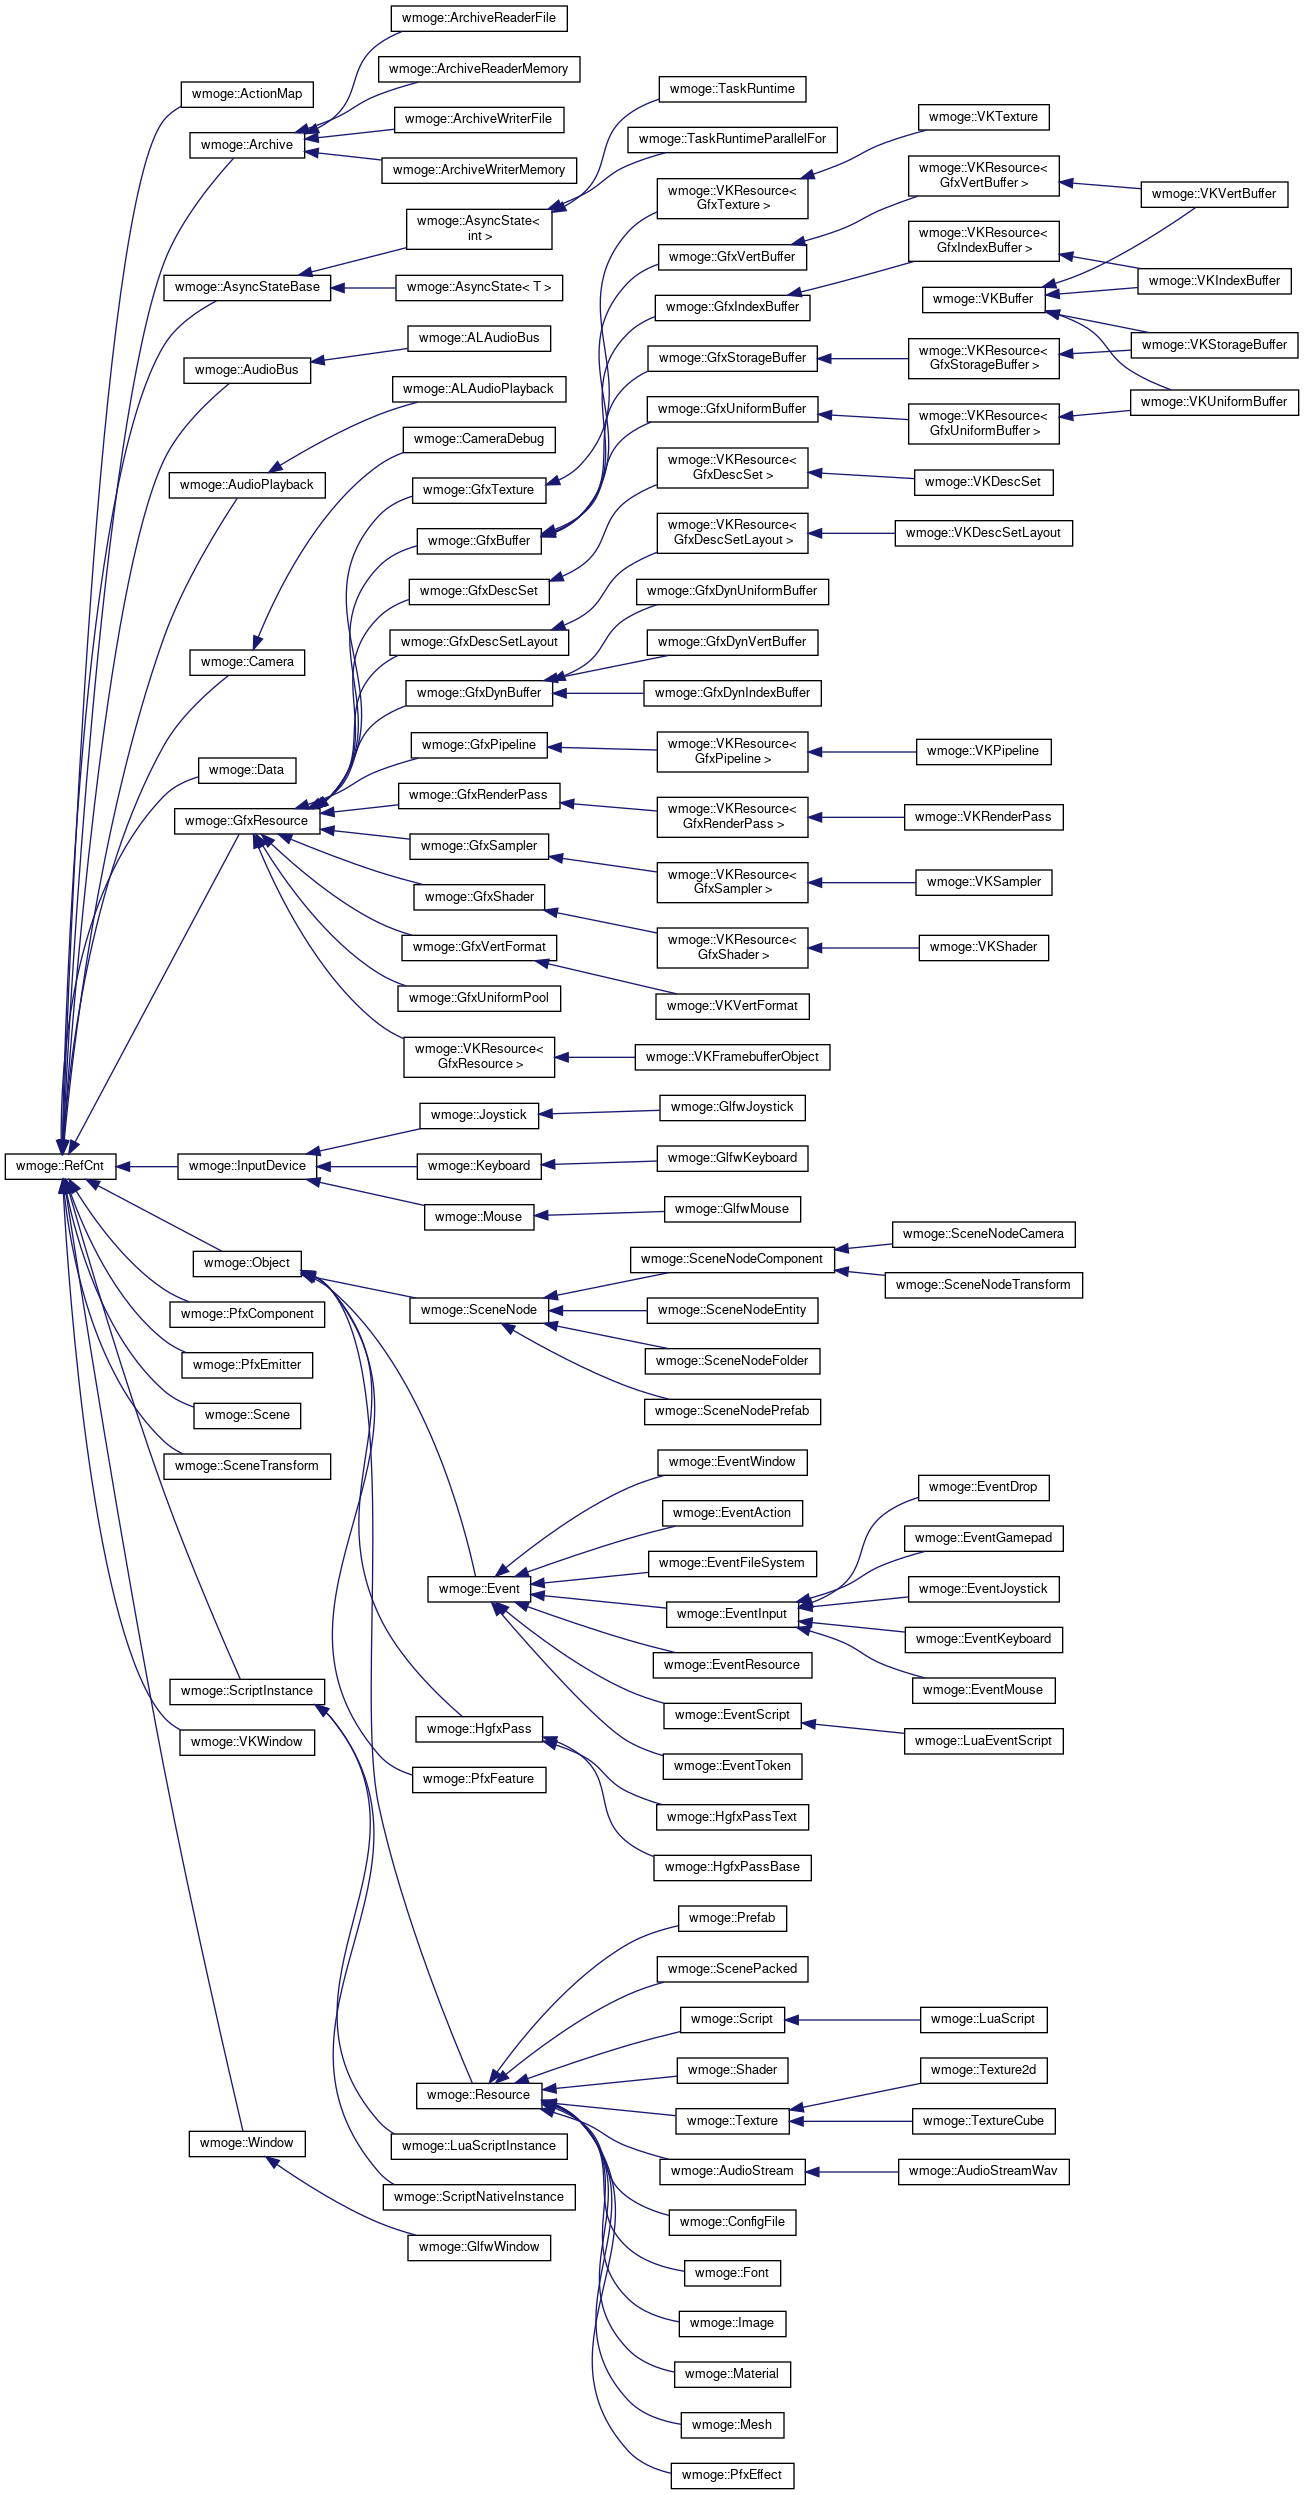 wmoge::RefCnt
wmoge::ActionMap
wmoge::Archive
wmoge::AsyncStateBase
wmoge::AudioBus
wmoge::AudioPlayback
wmoge::Camera
wmoge::Data
wmoge::GfxResource
wmoge::InputDevice
wmoge::Object
wmoge::PfxComponent
wmoge::PfxEmitter
wmoge::Scene
wmoge::SceneTransform
wmoge::ScriptInstance
wmoge::VKWindow
wmoge::Window
wmoge::ArchiveReaderFile
wmoge::ArchiveReaderMemory
wmoge::ArchiveWriterFile
wmoge::ArchiveWriterMemory
wmoge::AsyncState<
int >
wmoge::AsyncState< T >
wmoge::ALAudioBus
wmoge::ALAudioPlayback
wmoge::CameraDebug
wmoge::GfxTexture
wmoge::GfxBuffer
wmoge::GfxDescSet
wmoge::GfxDescSetLayout
wmoge::GfxDynBuffer
wmoge::GfxPipeline
wmoge::GfxRenderPass
wmoge::GfxSampler
wmoge::GfxShader
wmoge::GfxVertFormat
wmoge::GfxUniformPool
wmoge::VKResource<
GfxResource >
wmoge::Joystick
wmoge::Keyboard
wmoge::Mouse
wmoge::SceneNode
wmoge::Event
wmoge::HgfxPass
wmoge::PfxFeature
wmoge::Resource
wmoge::LuaScriptInstance
wmoge::ScriptNativeInstance
wmoge::GlfwWindow
wmoge::TaskRuntime
wmoge::TaskRuntimeParallelFor
wmoge::VKResource<
GfxTexture >
wmoge::GfxVertBuffer
wmoge::GfxIndexBuffer
wmoge::GfxStorageBuffer
wmoge::GfxUniformBuffer
wmoge::VKResource<
GfxDescSet >
wmoge::VKResource<
GfxDescSetLayout >
wmoge::GfxDynUniformBuffer
wmoge::GfxDynVertBuffer
wmoge::GfxDynIndexBuffer
wmoge::VKResource<
GfxPipeline >
wmoge::VKResource<
GfxRenderPass >
wmoge::VKResource<
GfxSampler >
wmoge::VKResource<
GfxShader >
wmoge::VKVertFormat
wmoge::VKFramebufferObject
wmoge::GlfwJoystick
wmoge::GlfwKeyboard
wmoge::GlfwMouse
wmoge::SceneNodeComponent
wmoge::SceneNodeEntity
wmoge::SceneNodeFolder
wmoge::SceneNodePrefab
wmoge::EventWindow
wmoge::EventAction
wmoge::EventFileSystem
wmoge::EventInput
wmoge::EventResource
wmoge::EventScript
wmoge::EventToken
wmoge::HgfxPassText
wmoge::HgfxPassBase
wmoge::Prefab
wmoge::ScenePacked
wmoge::Script
wmoge::Shader
wmoge::Texture
wmoge::AudioStream
wmoge::ConfigFile
wmoge::Font
wmoge::Image
wmoge::Material
wmoge::Mesh
wmoge::PfxEffect
wmoge::VKTexture
wmoge::VKResource<
GfxVertBuffer >
wmoge::VKResource<
GfxIndexBuffer >
wmoge::VKBuffer
wmoge::VKResource<
GfxStorageBuffer >
wmoge::VKResource<
GfxUniformBuffer >
wmoge::VKDescSet
wmoge::VKDescSetLayout
wmoge::VKPipeline
wmoge::VKRenderPass
wmoge::VKSampler
wmoge::VKShader
wmoge::SceneNodeCamera
wmoge::SceneNodeTransform
wmoge::EventDrop
wmoge::EventGamepad
wmoge::EventJoystick
wmoge::EventKeyboard
wmoge::EventMouse
wmoge::LuaEventScript
wmoge::LuaScript
wmoge::Texture2d
wmoge::TextureCube
wmoge::AudioStreamWav
wmoge::VKVertBuffer
wmoge::VKIndexBuffer
wmoge::VKStorageBuffer
wmoge::VKUniformBuffer